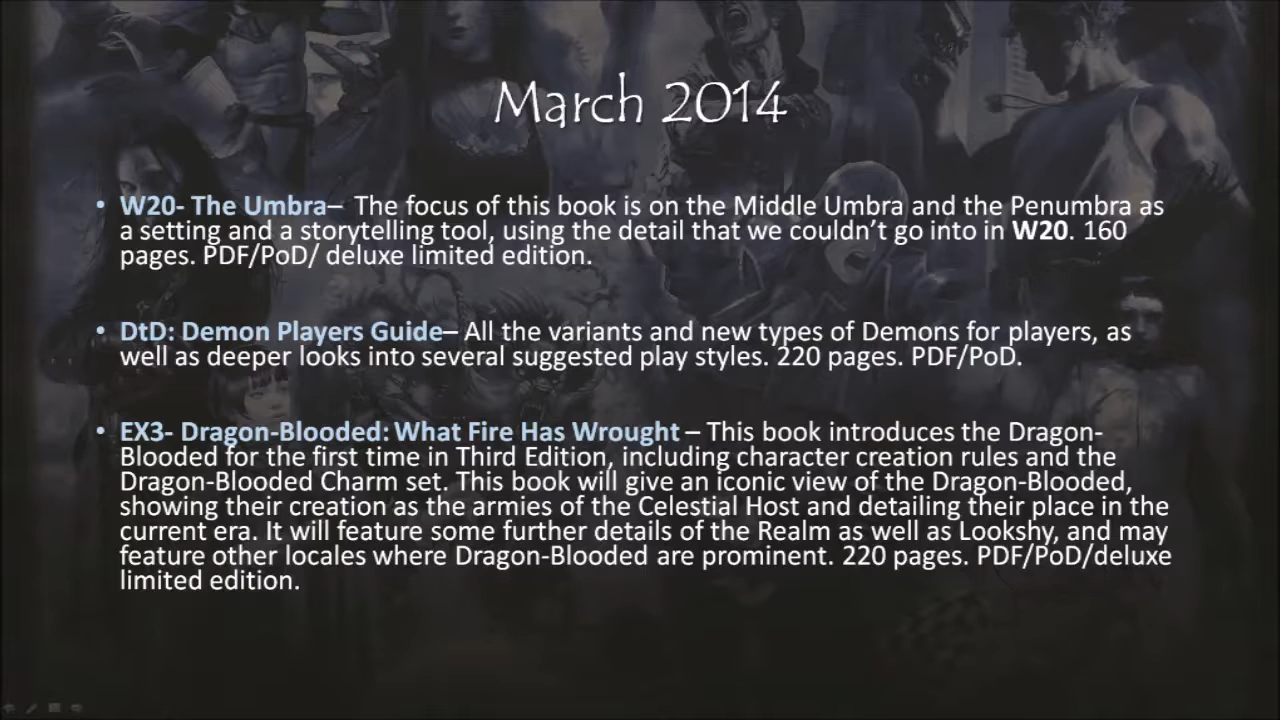 March 2014
• W20- The Umbra– The focus of this book is on the Middle Umbra and the Penumbra as
a setting and a storytelling tool, using the detail that we couldn't go into in W20. 160
pages. PDF/PoD/ deluxe limited edition.
• DtD: Demon Players Guide– All the variants and new types of Demons for players, as
well as deeper looks into several suggested play styles. 220 pages. PDF/PoD.
• EX3- Dragon-Blooded: What Fire Has Wrought – This book introduces the Dragon-
Blooded for the first time in Third Edition, including character creation rules and the
Dragon-Blooded Charm set. This book will give an iconic view of the Dragon-Blooded,
showing their creation as the armies of the Celestial Host and detailing their place in the
current era. It will feature some further details of the Realm as well as Lookshy, and may
feature other locales where Dragon-Blooded are prominent. 220 pages. PDF/PoD/deluxe
limited edition.